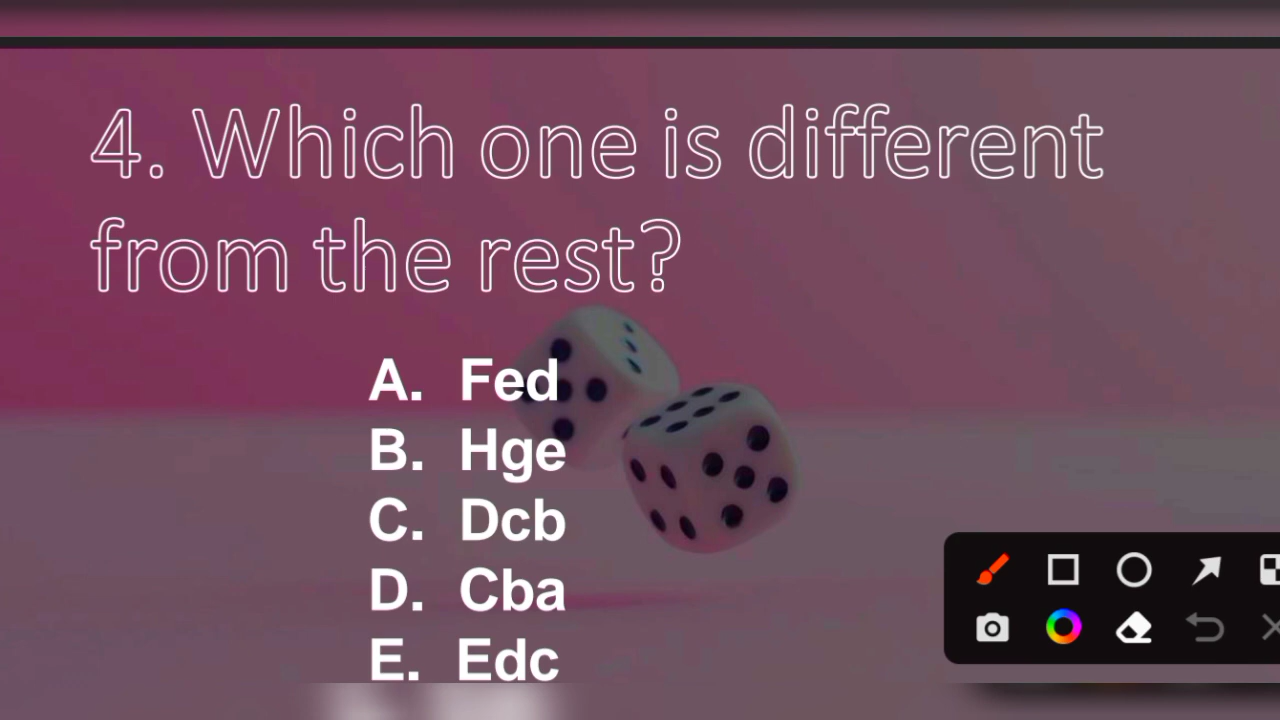 4. Which one is different
from the rest?
A. Fed
B. Hge
C. Dcb
D. Cba
E. Edc